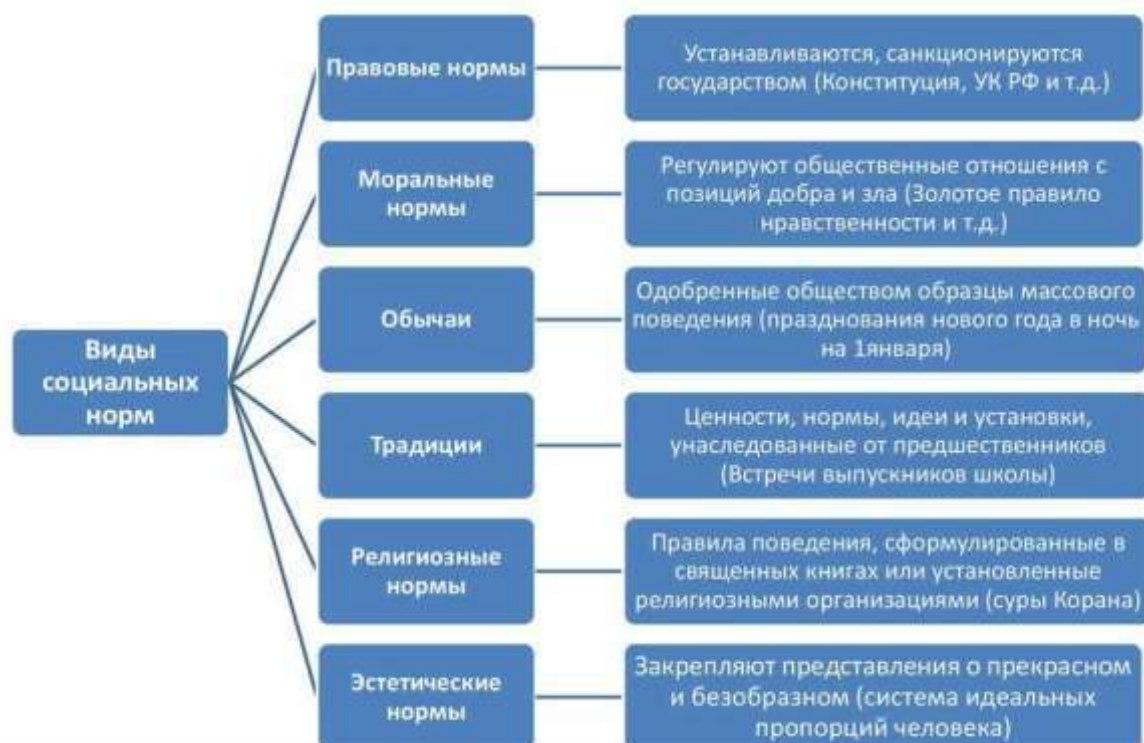 Виды
социальных
норм
Правовые нормы
Устанавливаются, санкционируются
государством (Конституция, УК РФ и т.д.)
Моральные
нормы
Регулируют общественные отношения с
позиций добра и зла (Золотое правило
нравственности и т.д.)
Обычаи
Одобренные обществом образцы массового
поведения (празднования нового года в ночь
на 1января)
Традиции
Ценности, нормы, идеи и установки,
унаследованные от предшественников
(Встречи выпускников школы)
Религиозные
нормы
Правила поведения, сформулированные в
священных книгах или установленные
религиозными организациями (суры Корана)
Эстетические
нормы
Закрепляют представления о прекрасном
и безобразном (система идеальных
пропорций человека)